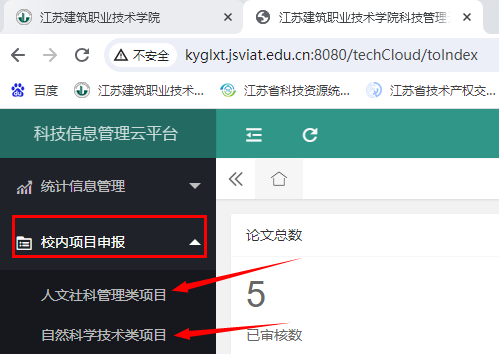 江苏建筑职业技术学院
江苏建筑职业技术学院科技管理
不安全 kyglxt.jsviat.edu.cn:8080/techCloud/toIndex
百度 江苏建筑职业技术... 江苏省科技资源统... 江苏省技术产权交...
科技信息管理云平台
统计信息管理
校内项目申报
人文社科管理类项目
自然科学技术类项目
论文总数
5
已审核数